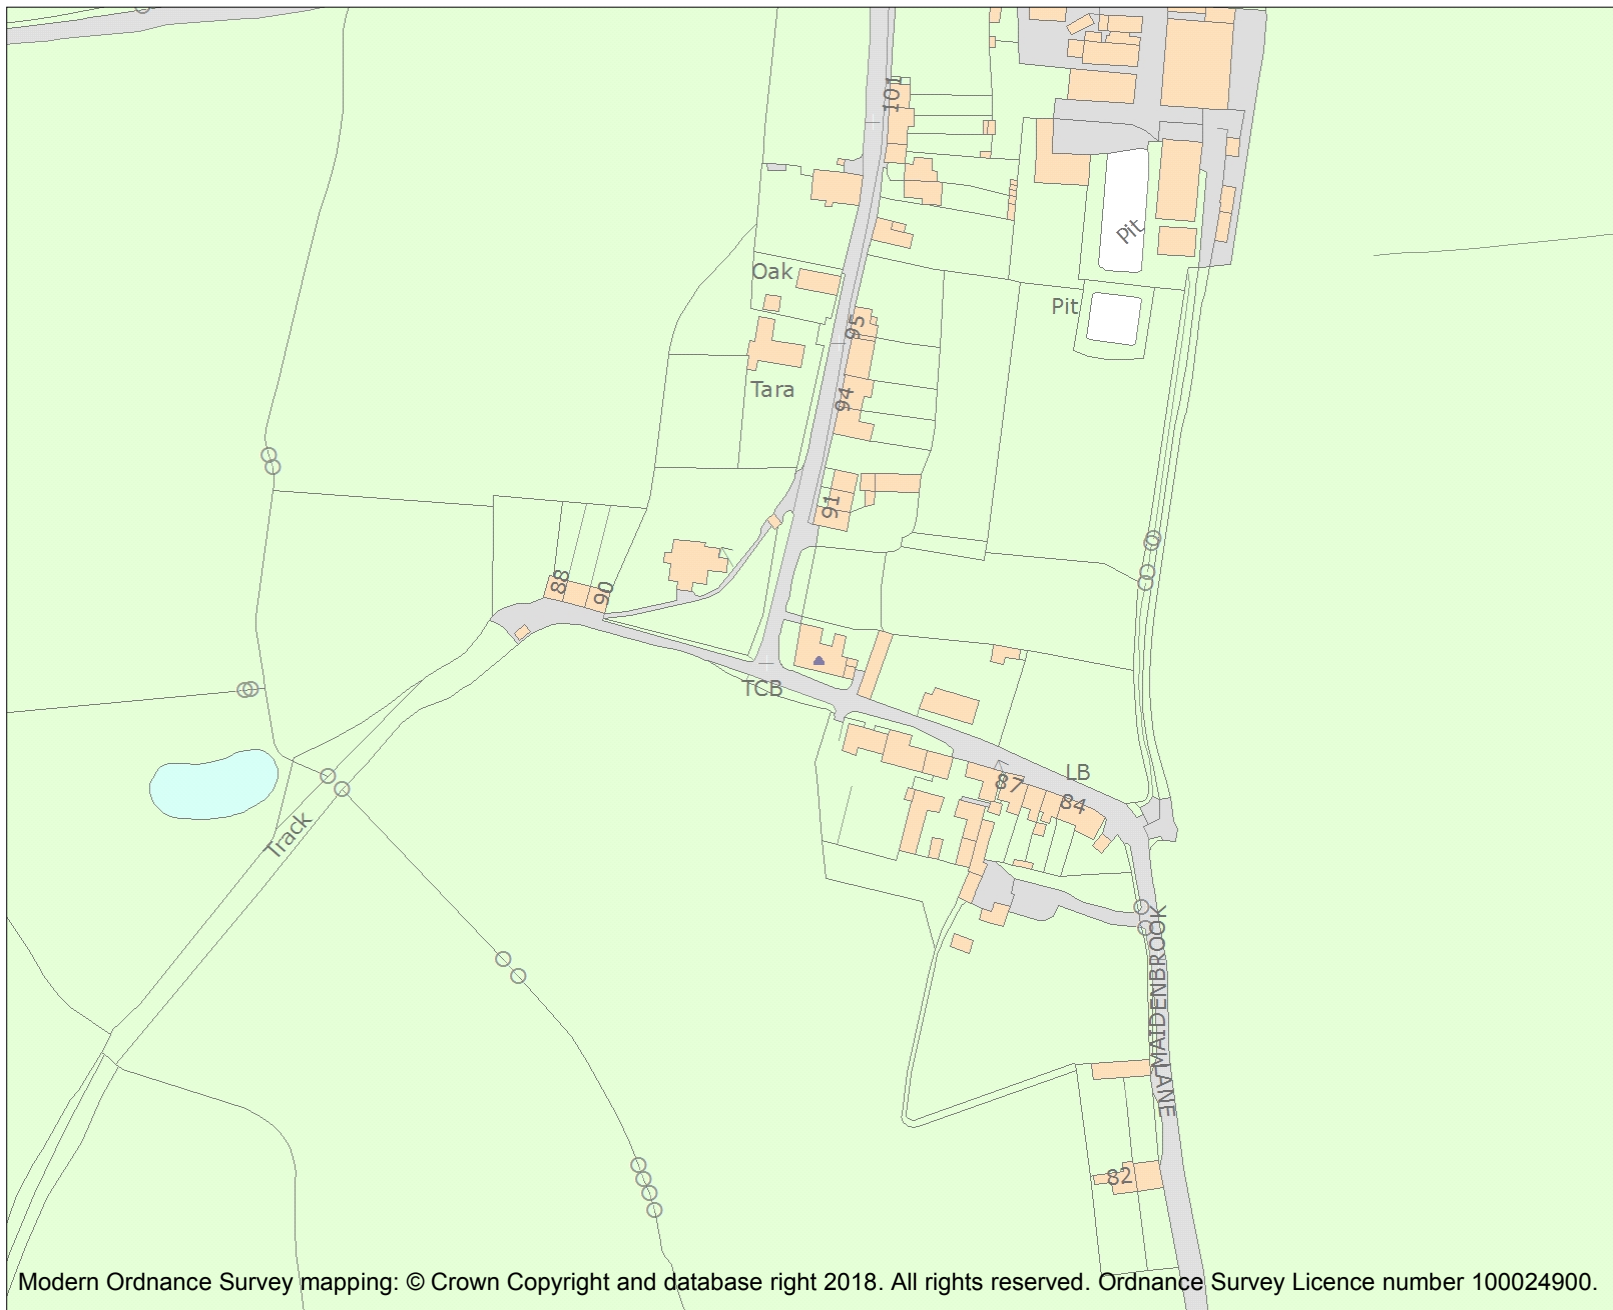 101
Oak
Pit
Pit
95
Tara
94
91
88
90
TCB
LB
87
84
Track
MAIDENBROOK
LANE
82
Modern Ordnance Survey mapping: © Crown Copyright and database right 2018. All rights reserved. Ordnance Survey Licence number 100024900.